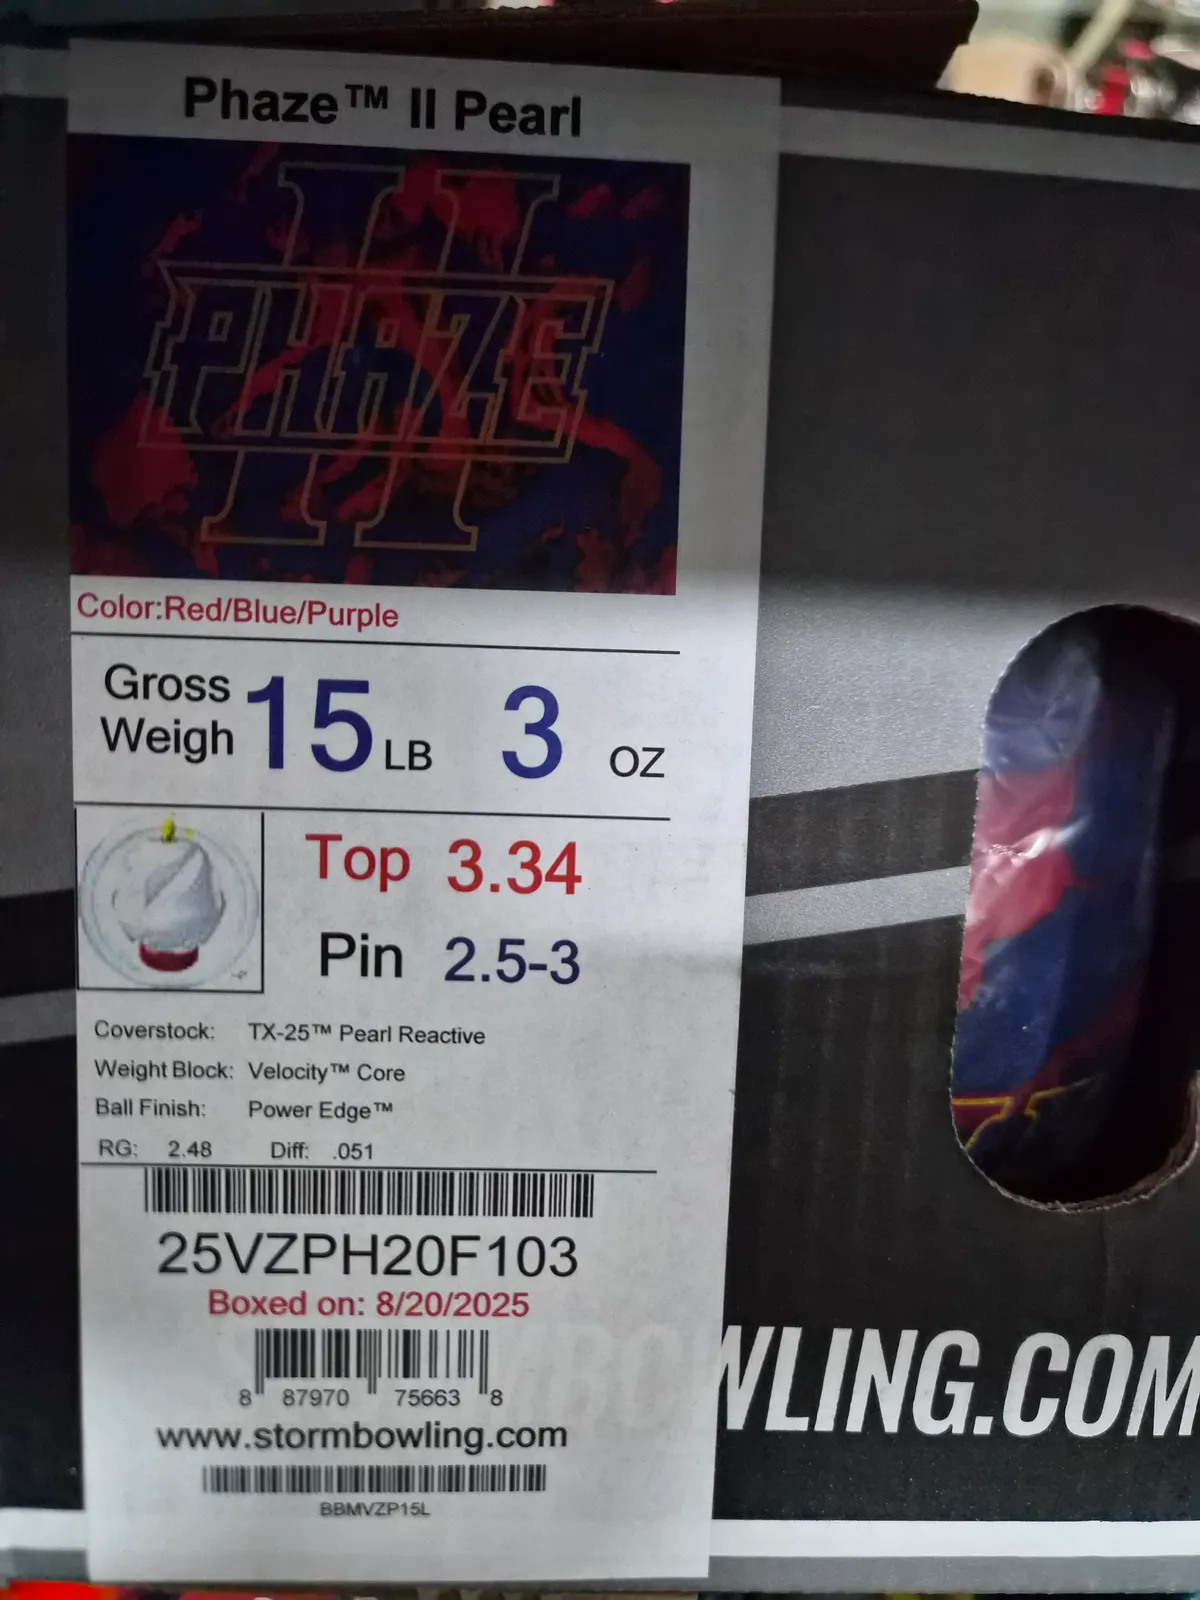 Phaze™ II Pearl
II
PHAZE
Color:Red/Blue/Purple
Gross Weigh 15 LB 3 OZ
Top 3.34
Pin 2.5-3
Coverstock: TX-25™ Pearl Reactive
Weight Block: Velocity™ Core
Ball Finish: Power Edge™
RG: 2.48 Diff: .051
25VZPH20F103
Boxed on: 8/20/2025
8 87970 75663 8
www.stormbowling.com
BBMVZP15L
WLING.COM